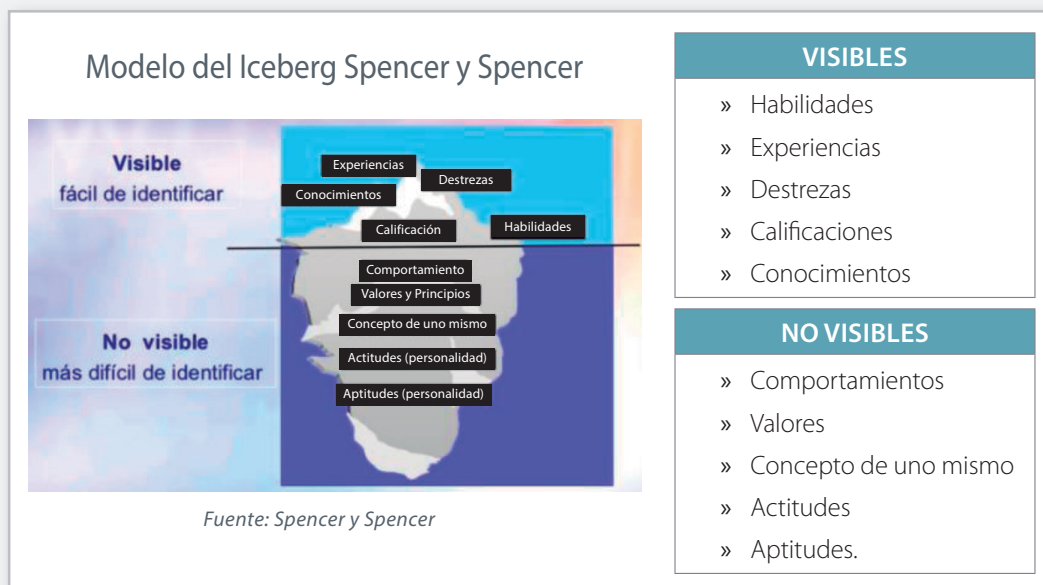 Modelo del Iceberg Spencer y Spencer
Visible
fácil de identificar
Experiencias
Destrezas
Conocimientos
Calificación
Habilidades
Comportamiento
Valores y Principios
Concepto de uno mismo
No visible
más difícil de identificar
Actitudes (personalidad)
Aptitudes (personalidad)
Fuente: Spencer y Spencer
VISIBLES
» Habilidades
» Experiencias
» Destrezas
» Calificaciones
» Conocimientos
NO VISIBLES
» Comportamientos
» Valores
» Concepto de uno mismo
» Actitudes
» Aptitudes.